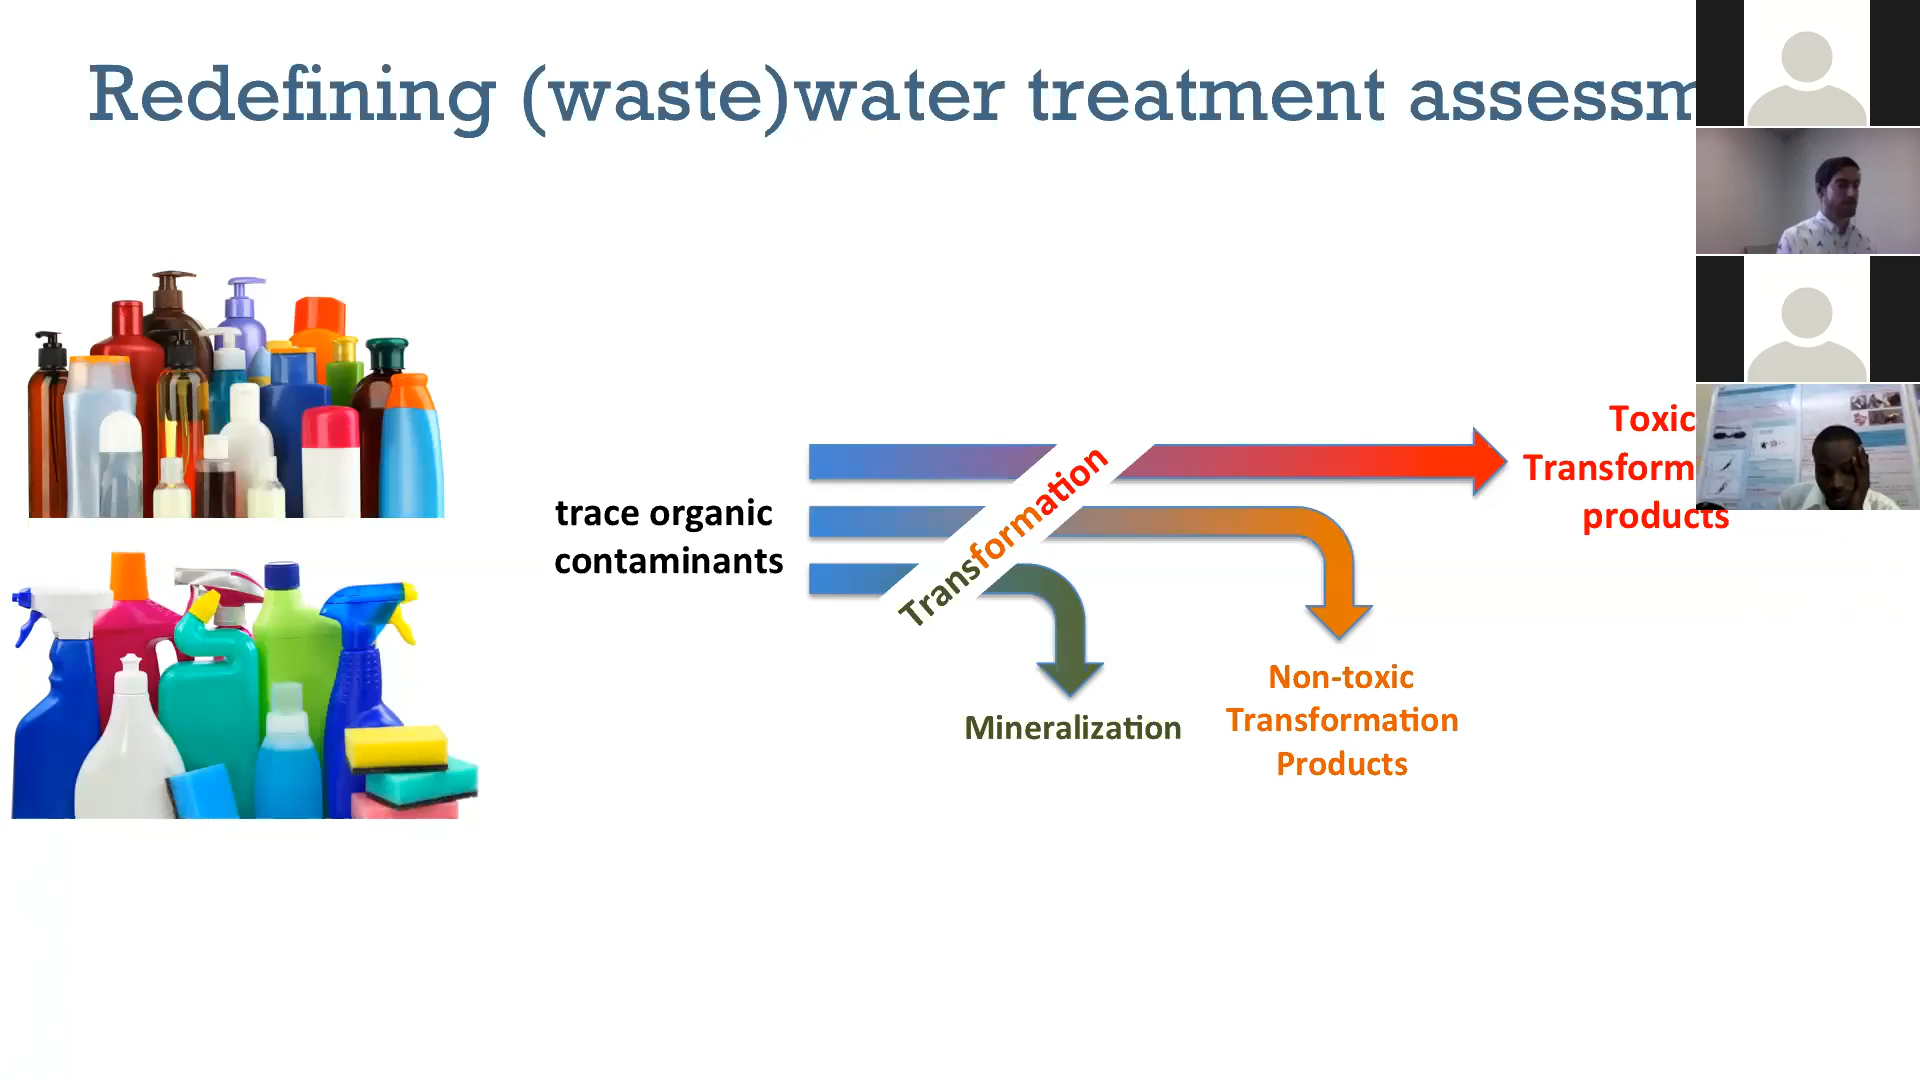 Redefining (waste)water treatment assessm
Toxic
Transform
products
Transformation
trace organic
contaminants
Non-toxic
Transformation
Products
Mineralization